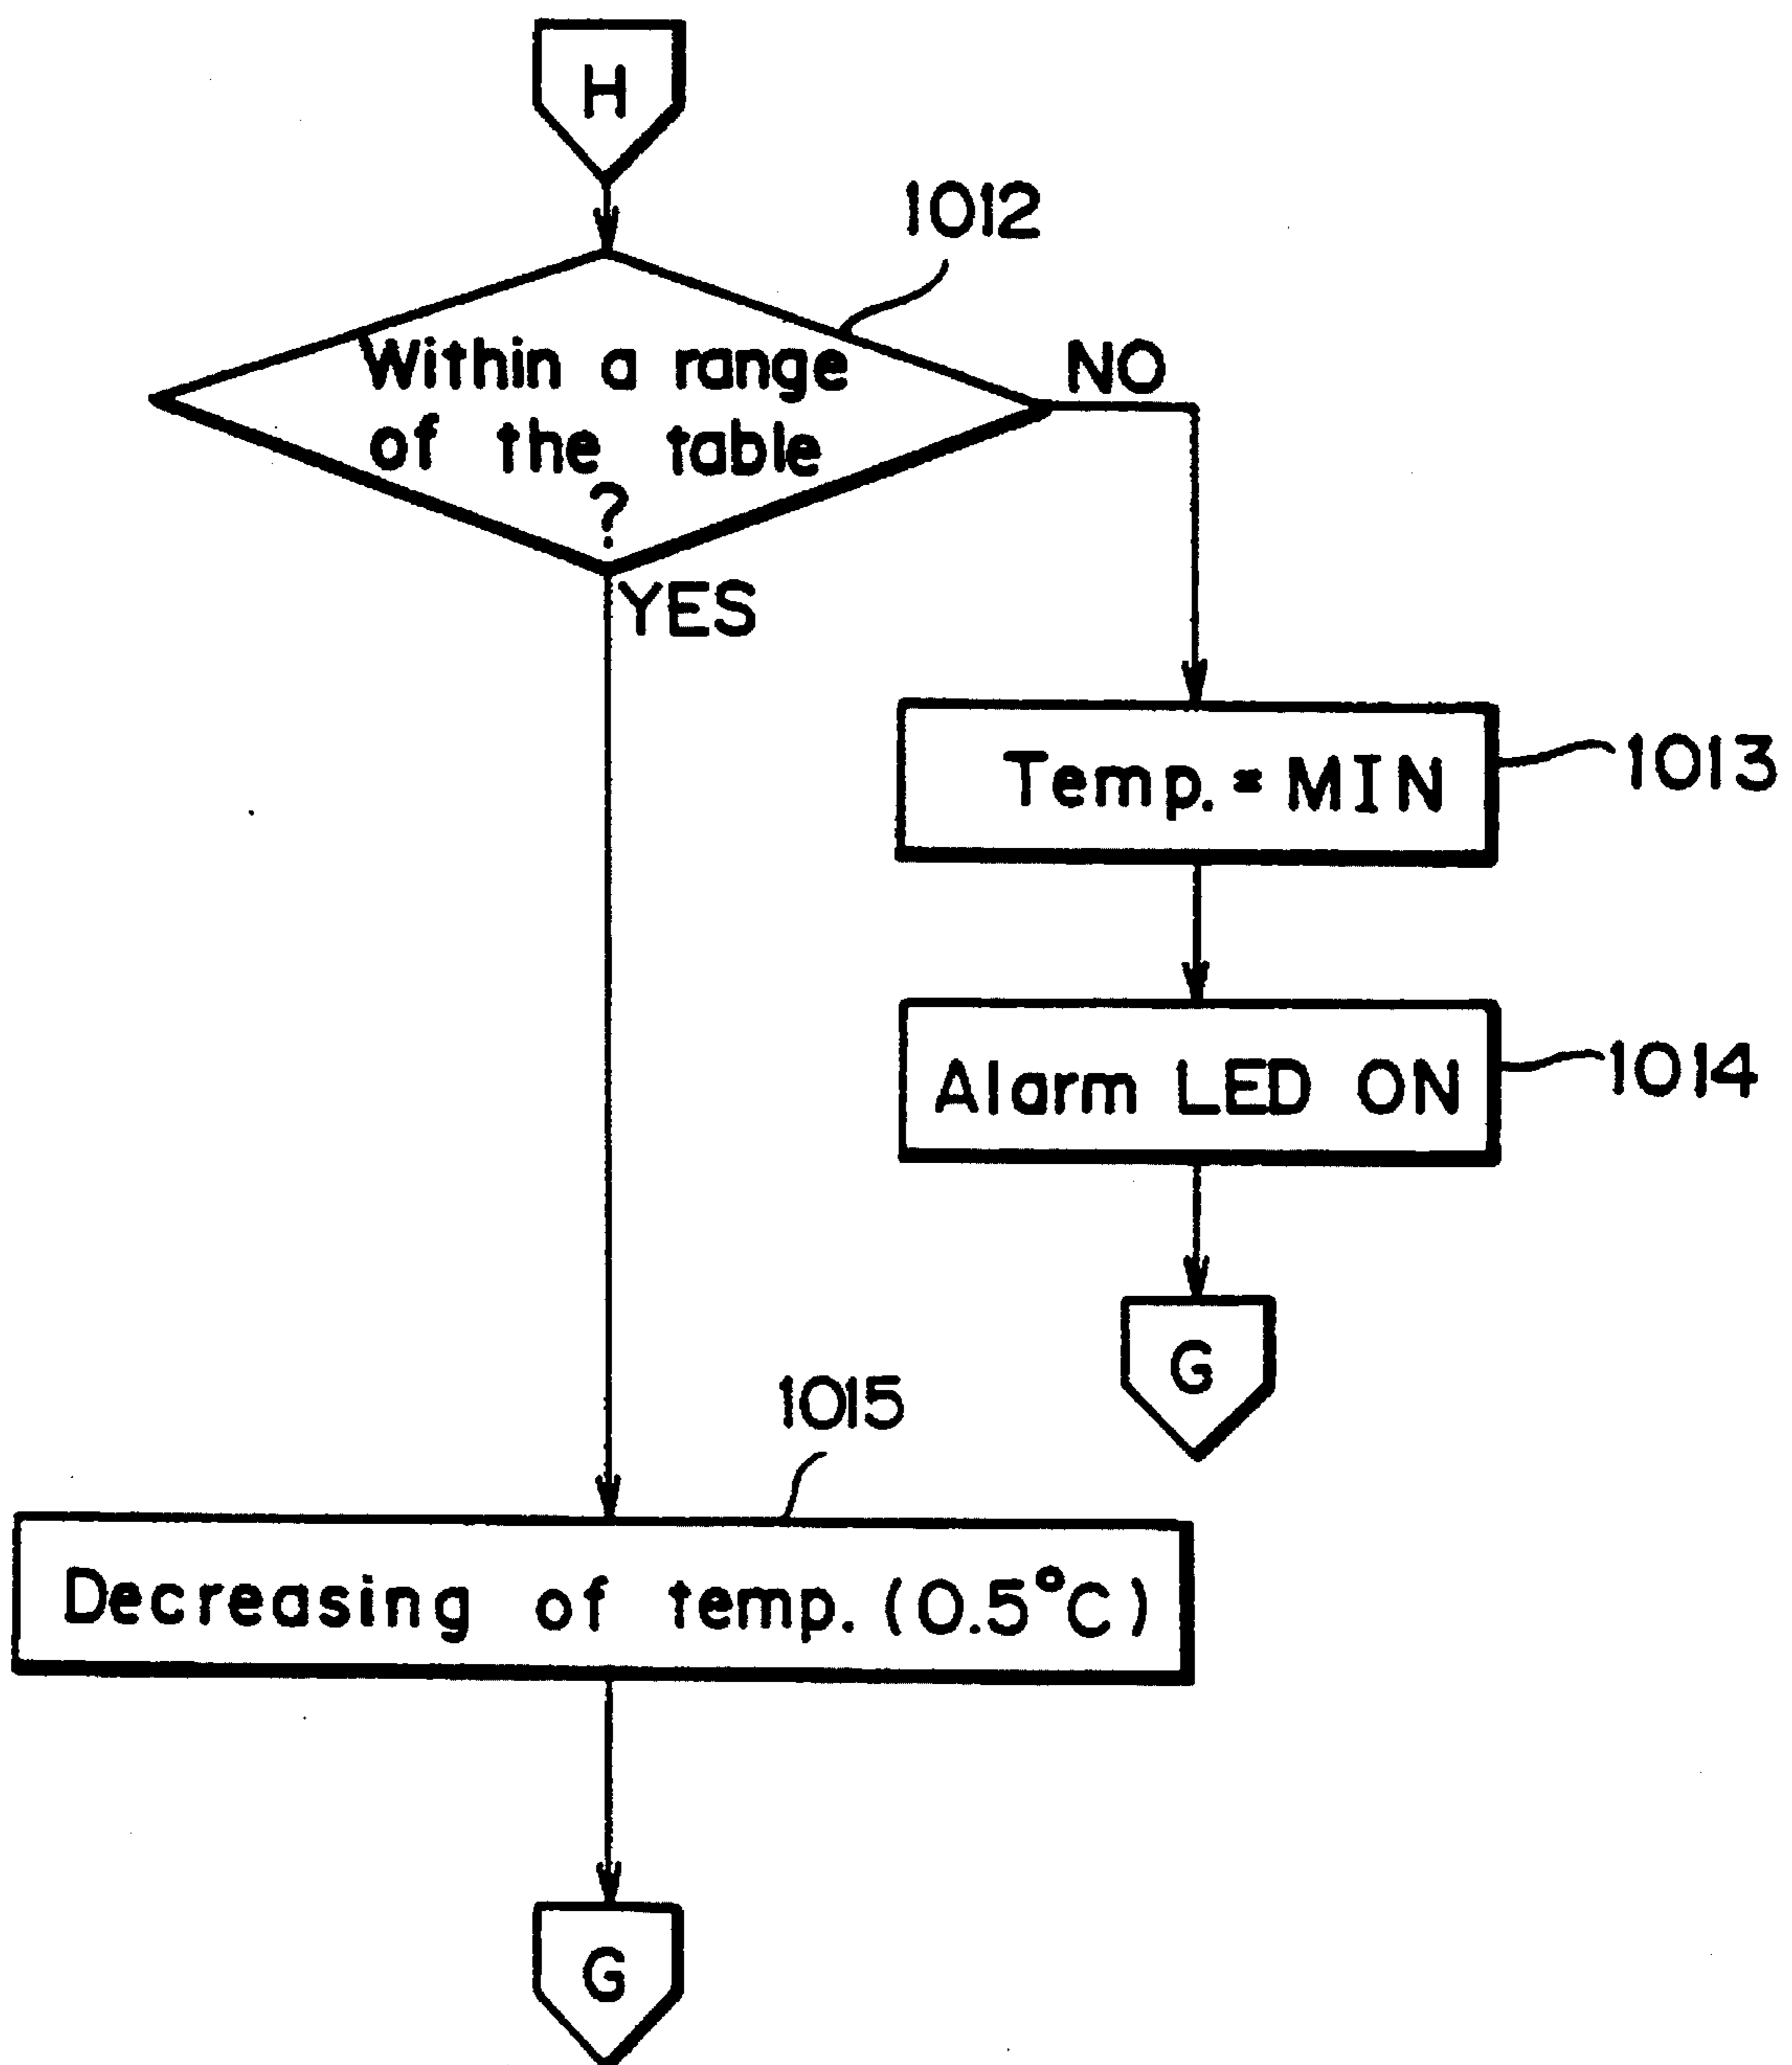 H
1012
Within a range
of the table
?
NO
YES
Temp. = MIN
1013
Alarm LED ON
1014
G
1015
Decreasing of temp. (0.5°C)
G